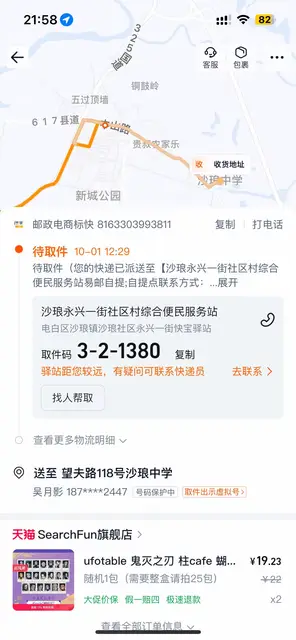 21:58
82
客服
包裹
325国道
铜鼓岭
五过顶墙
617县道
贵叔农家乐
收 收货地址
沙琅中学
新城公园
邮政电商标快 8163303993811 复制 打电话
待取件 10-01 12:29
待取件（您的快递已派送至【沙琅永兴一街社区村综合
便民服务站易邮自提;自提点联系方式：...展开
沙琅永兴一街社区村综合便民服务站
电白区沙琅镇沙琅社区永兴一街快宝驿站
取件码 3-2-1380 复制
驿站距您较远，有疑问可联系快递员 去联系
找人帮取
查看更多物流明细
送至 望夫路118号沙琅中学
吴月影 187****2447 号码保护中 取件出示虚拟号>
天猫 SearchFun旗舰店
ufotable 鬼灭之刃 柱cafe 蝴... ¥19.23
随机1包（需要整盒请拍25包） ¥22
大促价保 假一赔四 极速退款 x2
查看全部订单信息